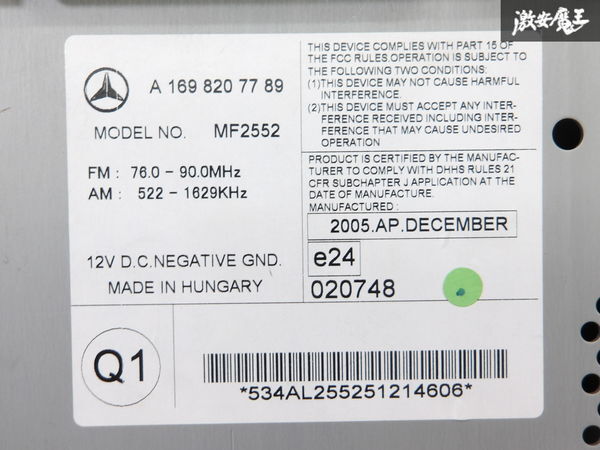 激安魔王
A 169 820 77 89
MODEL NO. MF2552
FM : 76.0 - 90.0MHz
AM : 522 - 1629KHz
12V D.C.NEGATIVE GND.
MADE IN HUNGARY
THIS DEVICE COMPLIES WITH PART 15 OF
THE FCC RULES.OPERATION IS SUBJECT TO
THE FOLLOWING TWO CONDITIONS:
(1)THIS DEVICE MAY NOT CAUSE HARMFUL
INTERFERENCE.
(2)THIS DEVICE MUST ACCEPT ANY INTER-
FERENCE RECEIVED INCLUDING INTER-
FERENCE THAT MAY CAUSE UNDESIRED
OPERATION
PRODUCT IS CERTIFIED BY THE MANUFAC-
TURER TO COMPLY WITH DHHS RULES 21
CFR SUBCHAPTER J APPLICATION AT THE
DATE OF MANUFACTURE.
MANUFACTURED :
2005.AP.DECEMBER
e24
020748
Q1
*534AL255251214606*